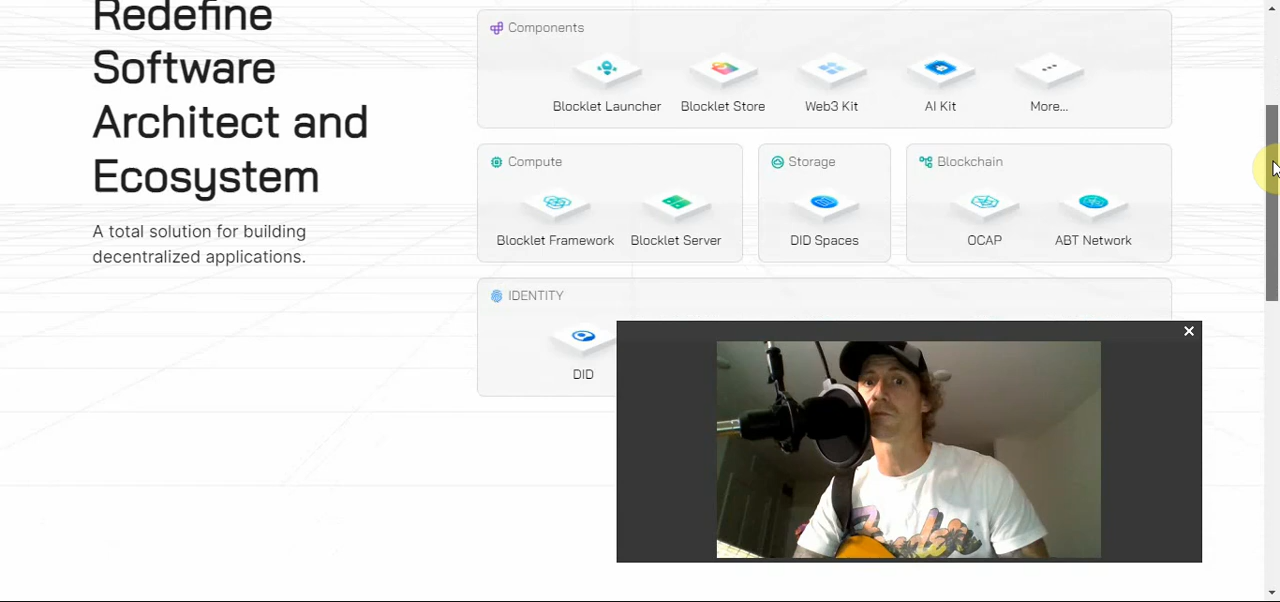 Redefine
Software
Architect and
Ecosystem
A total solution for building
decentralized applications.
Components
Blocklet Launcher
Blocklet Store
Web3 Kit
AI Kit
More...
Compute
Blocklet Framework
Blocklet Server
Storage
DID Spaces
Blockchain
OCAP
ABT Network
IDENTITY
DID